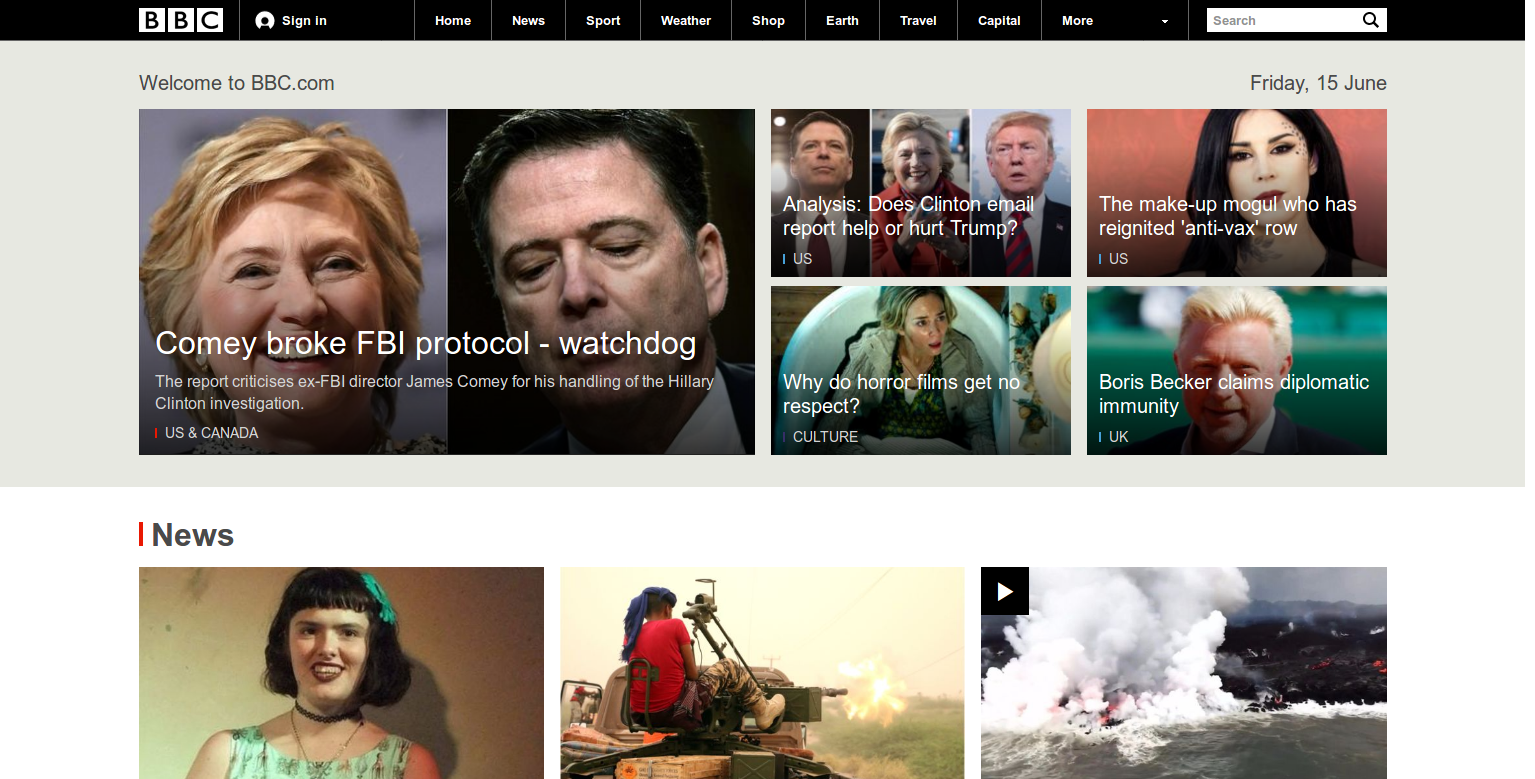 BBC
Sign in
Home
News
Sport
Weather
Shop
Earth
Travel
Capital
More
Search
Welcome to BBC.com
Friday, 15 June
Comey broke FBI protocol - watchdog
The report criticises ex-FBI director James Comey for his handling of the Hillary
Clinton investigation.
US & CANADA
Analysis: Does Clinton email
report help or hurt Trump?
US
The make-up mogul who has
reignited 'anti-vax' row
US
Why do horror films get no
respect?
CULTURE
Boris Becker claims diplomatic
immunity
UK
News